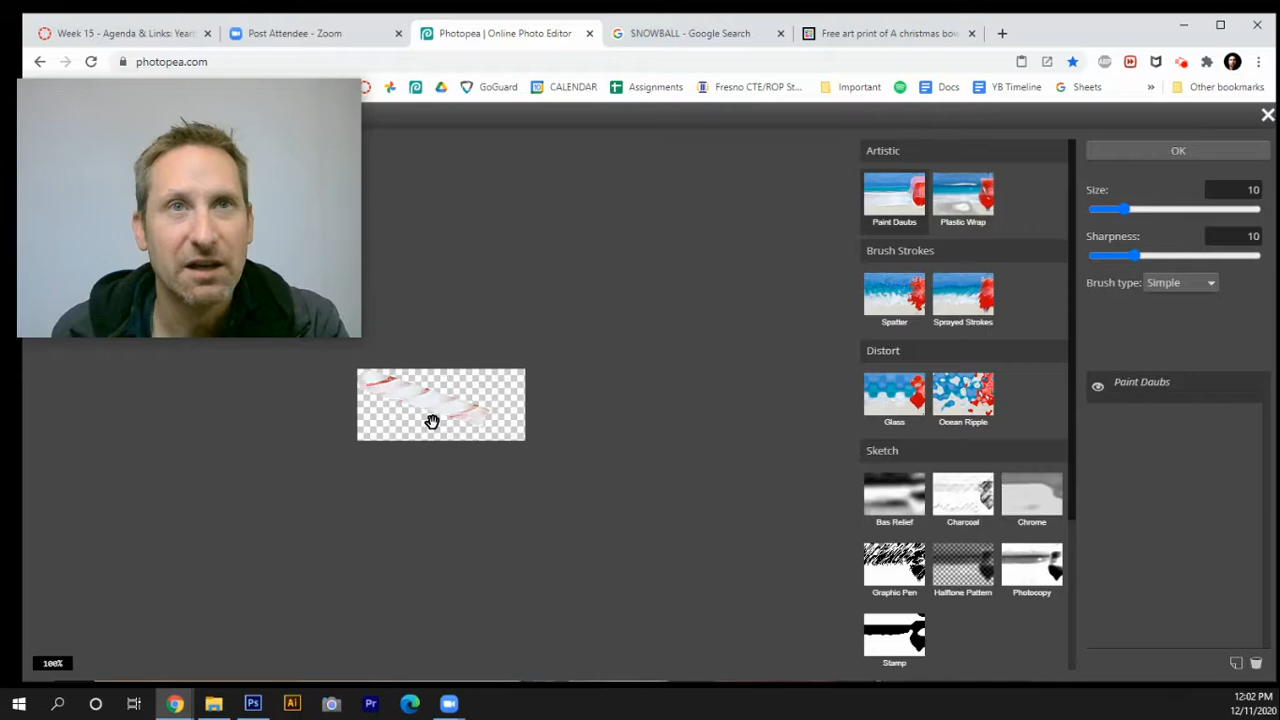 Week 15 - Agenda & Links: Year
Post Attendee - Zoom
Photopea | Online Photo Editor
SNOWBALL - Google Search
Free art print of A christmas bow
photopea.com
GoGuard
CALENDAR
Assignments
Fresno CTE/ROP St...
Important
Docs
YB Timeline
Sheets
Other bookmarks
Artistic
Paint Daubs
Plastic Wrap
Brush Strokes
Spatter
Sprayed Strokes
Distort
Glass
Ocean Ripple
Sketch
Bas Relief
Charcoal
Chrome
Graphic Pen
Halftone Pattern
Photocopy
Stamp
OK
Size:
10
Sharpness:
10
Brush type:
Simple
Paint Daubs
100%
Ps
Ai
Pr
12:02 PM
12/11/2020